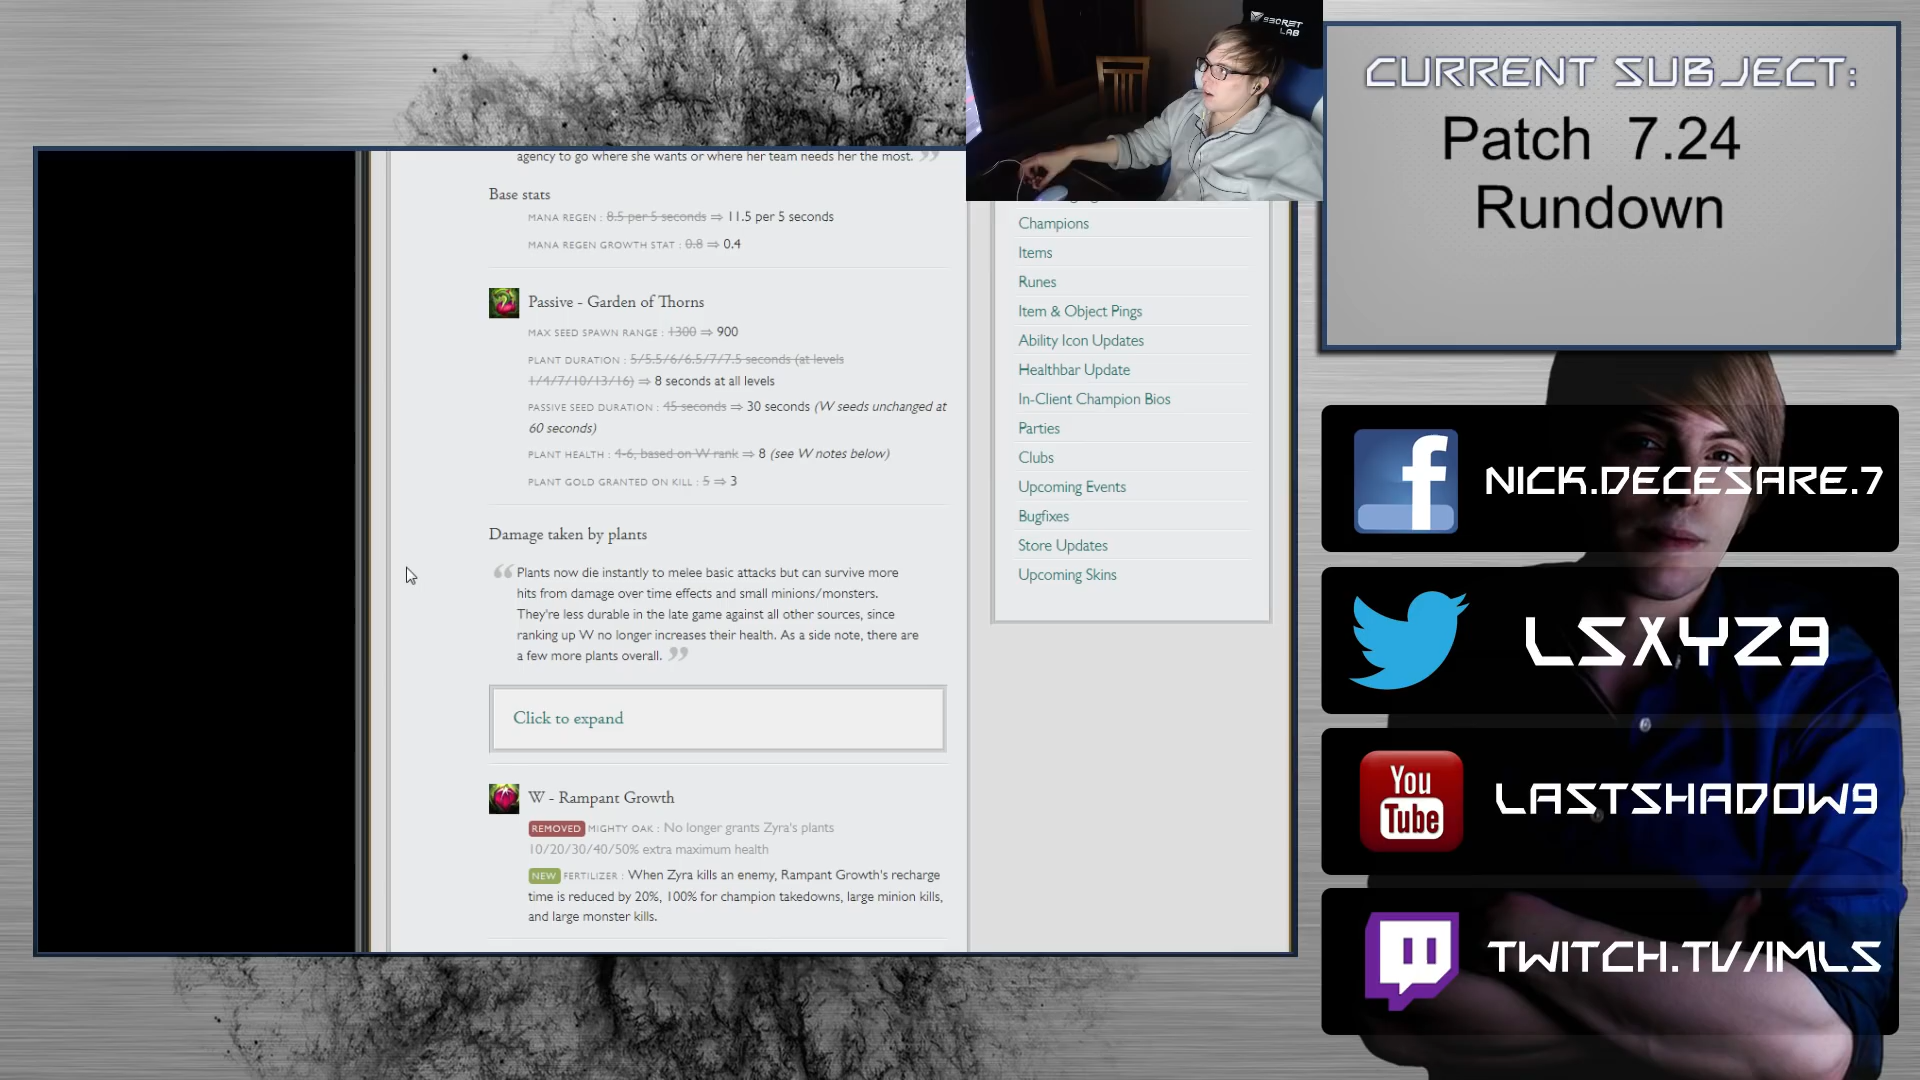 SECRET
LAB
CURRENT SUBJECT:
Patch 7.24
Rundown
agency to go where she wants or where her team needs her the most. ”
Base stats
MANA REGEN : 8.5 per 5 seconds ⇒ 11.5 per 5 seconds
MANA REGEN GROWTH STAT : 0.8 ⇒ 0.4
Passive - Garden of Thorns
MAX SEED SPAWN RANGE : 1300 ⇒ 900
PLANT DURATION : 5/5.5/6/6.5/7/7.5 seconds (at levels
1/4/7/10/13/16) ⇒ 8 seconds at all levels
PASSIVE SEED DURATION : 45 seconds ⇒ 30 seconds (W seeds unchanged at
60 seconds)
PLANT HEALTH : 4-6, based on W rank ⇒ 8 (see W notes below)
PLANT GOLD GRANTED ON KILL : 5 ⇒ 3
Damage taken by plants
“ Plants now die instantly to melee basic attacks but can survive more
hits from damage over time effects and small minions/monsters.
They're less durable in the late game against all other sources, since
ranking up W no longer increases their health. As a side note, there are
a few more plants overall. ”
Click to expand
W - Rampant Growth
REMOVED MIGHTY OAK : No longer grants Zyra's plants
10/20/30/40/50% extra maximum health
NEW FERTILIZER : When Zyra kills an enemy, Rampant Growth's recharge
time is reduced by 20%, 100% for champion takedowns, large minion kills,
and large monster kills.
Champions
Items
Runes
Item & Object Pings
Ability Icon Updates
Healthbar Update
In-Client Champion Bios
Parties
Clubs
Upcoming Events
Bugfixes
Store Updates
Upcoming Skins
f
NICK.DECESARE.7
LSXYZ9
You
Tube
LASTSHADOW9
TWITCH.TV/IMLS